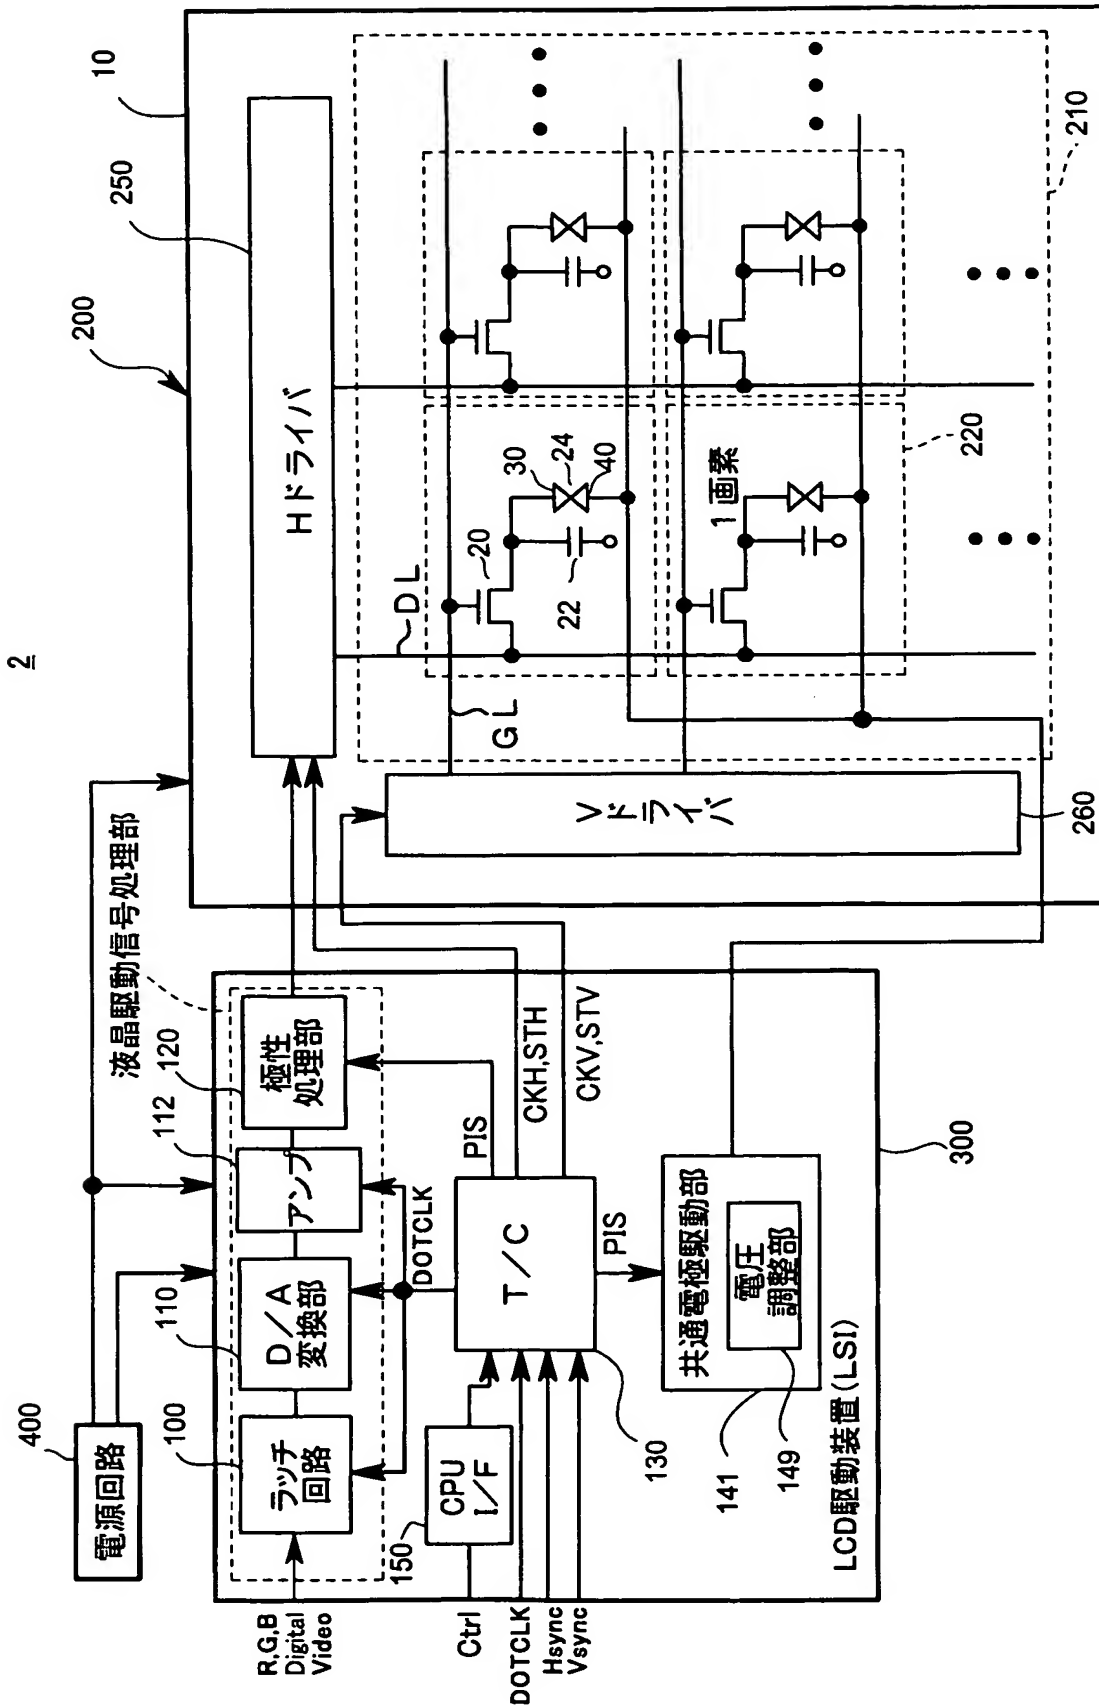 2
400
電源回路
液晶駆動信号処理部
100
ラッチ
回路
110
D/A
変換部
112
アンプ
120
極性
処理部
R,G,B
Digital
Video
Ctrl
DOTCLK
Hsync
Vsync
150
CPU
I/F
DOTCLK
T/C
130
PIS
CKH,STH
CKV,STV
PIS
共通電極駆動部
電圧
調整部
141
149
LCD駆動装置(LSI)
300
200
10
250
Hドライバ
Vドライバ
260
GL
DL
20
22
30
24
40
1画素
220
210